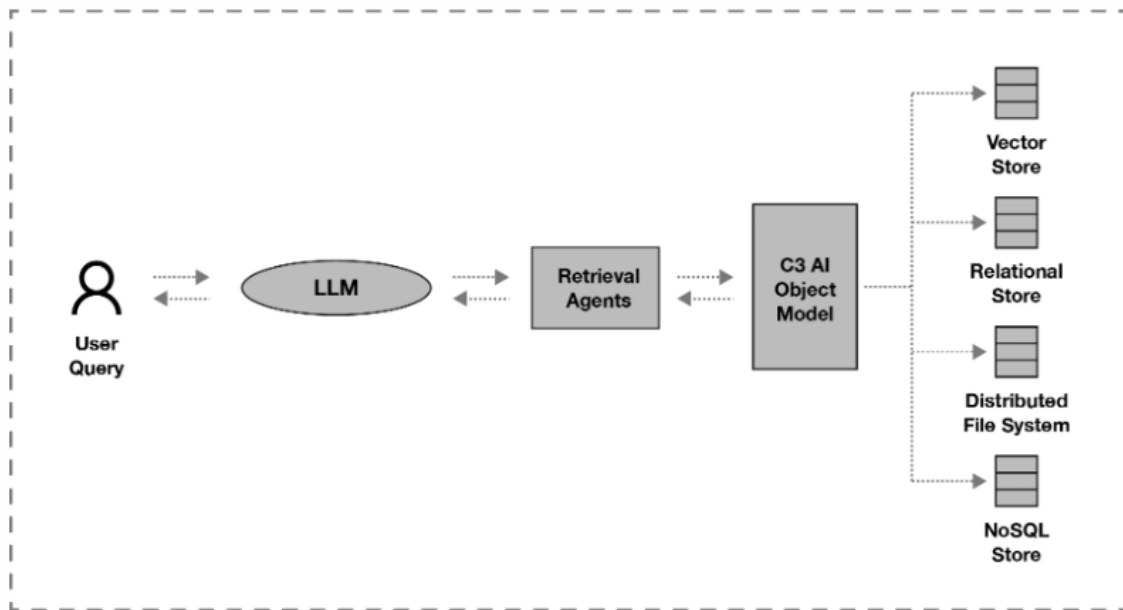 User
Query
LLM
Retrieval
Agents
C3 AI
Object
Model
Vector
Store
Relational
Store
Distributed
File System
NoSQL
Store